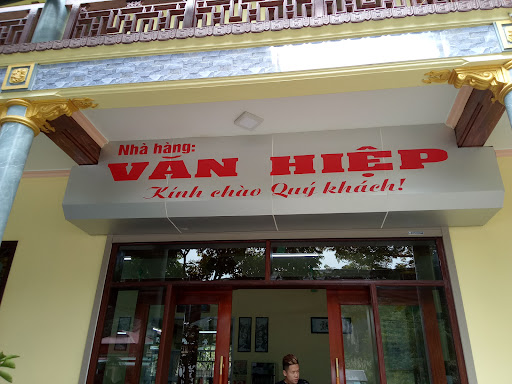 Nhà hàng:
VĂN HIỆP
Kính chào Quý khách!